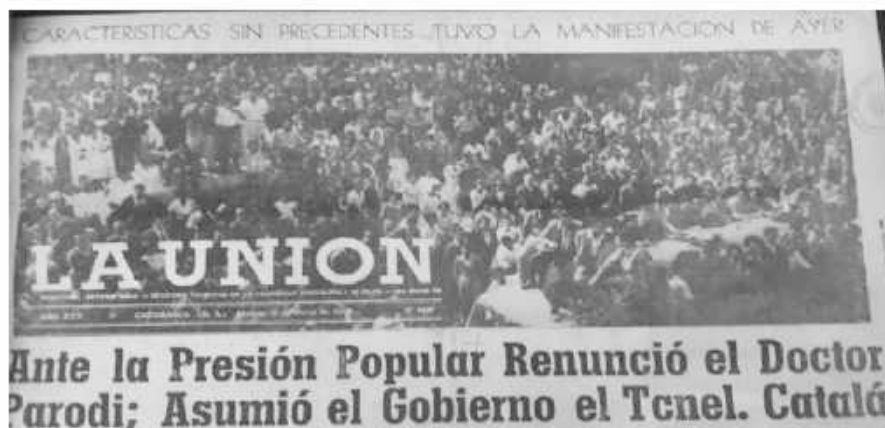 CARACTERISTICAS SIN PRECEDENTES TUVO LA MANIFESTACION DE AYER
LA UNION
CATAMARCA
Ante la Presión Popular Renunció el Doctor
Parodi; Asumió el Gobierno el Tcnel. Catalá